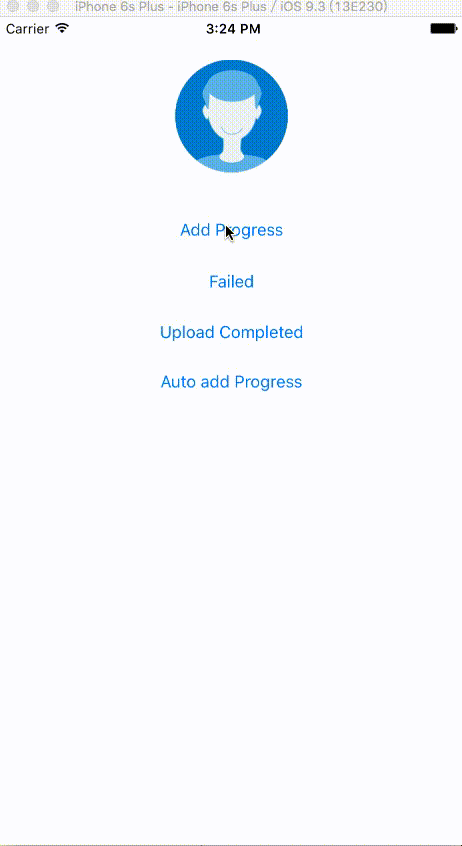 iPhone 6s Plus - iPhone 6s Plus / iOS 9.3 (13E230)
Carrier 3:24 PM
Add Progress
Failed
Upload Completed
Auto add Progress